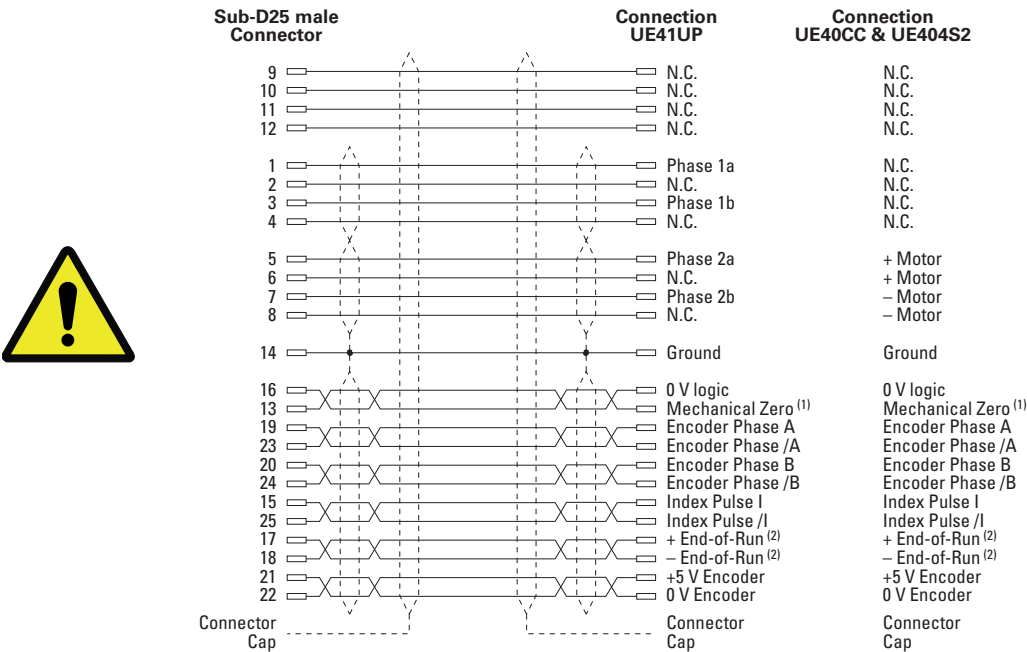 Sub-D25 male Connection Connection
Connector UE41UP UE40CC & UE404S2
9 N.C. N.C.
10 N.C. N.C.
11 N.C. N.C.
12 N.C. N.C.
1 Phase 1a N.C.
2 N.C. N.C.
3 Phase 1b N.C.
4 N.C. N.C.
5 Phase 2a + Motor
6 N.C. + Motor
7 Phase 2b – Motor
8 N.C. – Motor
14 Ground Ground
16 0 V logic 0 V logic
13 Mechanical Zero (1) Mechanical Zero (1)
19 Encoder Phase A Encoder Phase A
23 Encoder Phase /A Encoder Phase /A
20 Encoder Phase B Encoder Phase B
24 Encoder Phase /B Encoder Phase /B
15 Index Pulse I Index Pulse I
25 Index Pulse /I Index Pulse /I
17 + End-of-Run (2) + End-of-Run (2)
18 – End-of-Run (2) – End-of-Run (2)
21 +5 V Encoder +5 V Encoder
22 0 V Encoder 0 V Encoder
Connector Connector Connector
Cap Cap Cap